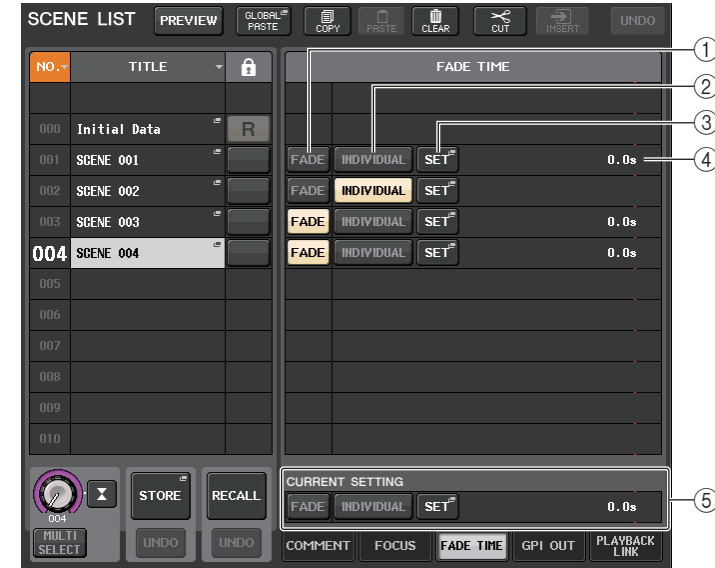 SCENE LIST PREVIEW GLOBAL PASTE COPY PASTE CLEAR CUT INSERT UNDO
NO. TITLE FADE TIME ①
②
000 Initial Data R ③
001 SCENE 001 FADE INDIVIDUAL SET 0.0s ④
002 SCENE 002 FADE INDIVIDUAL SET
003 SCENE 003 FADE INDIVIDUAL SET 0.0s
004 SCENE 004 FADE INDIVIDUAL SET 0.0s
005
006
007
008
009
010
CURRENT SETTING
STORE RECALL FADE INDIVIDUAL SET 0.0s ⑤
004
MULTI SELECT UNDO UNDO COMMENT FOCUS FADE TIME GPI OUT PLAYBACK LINK